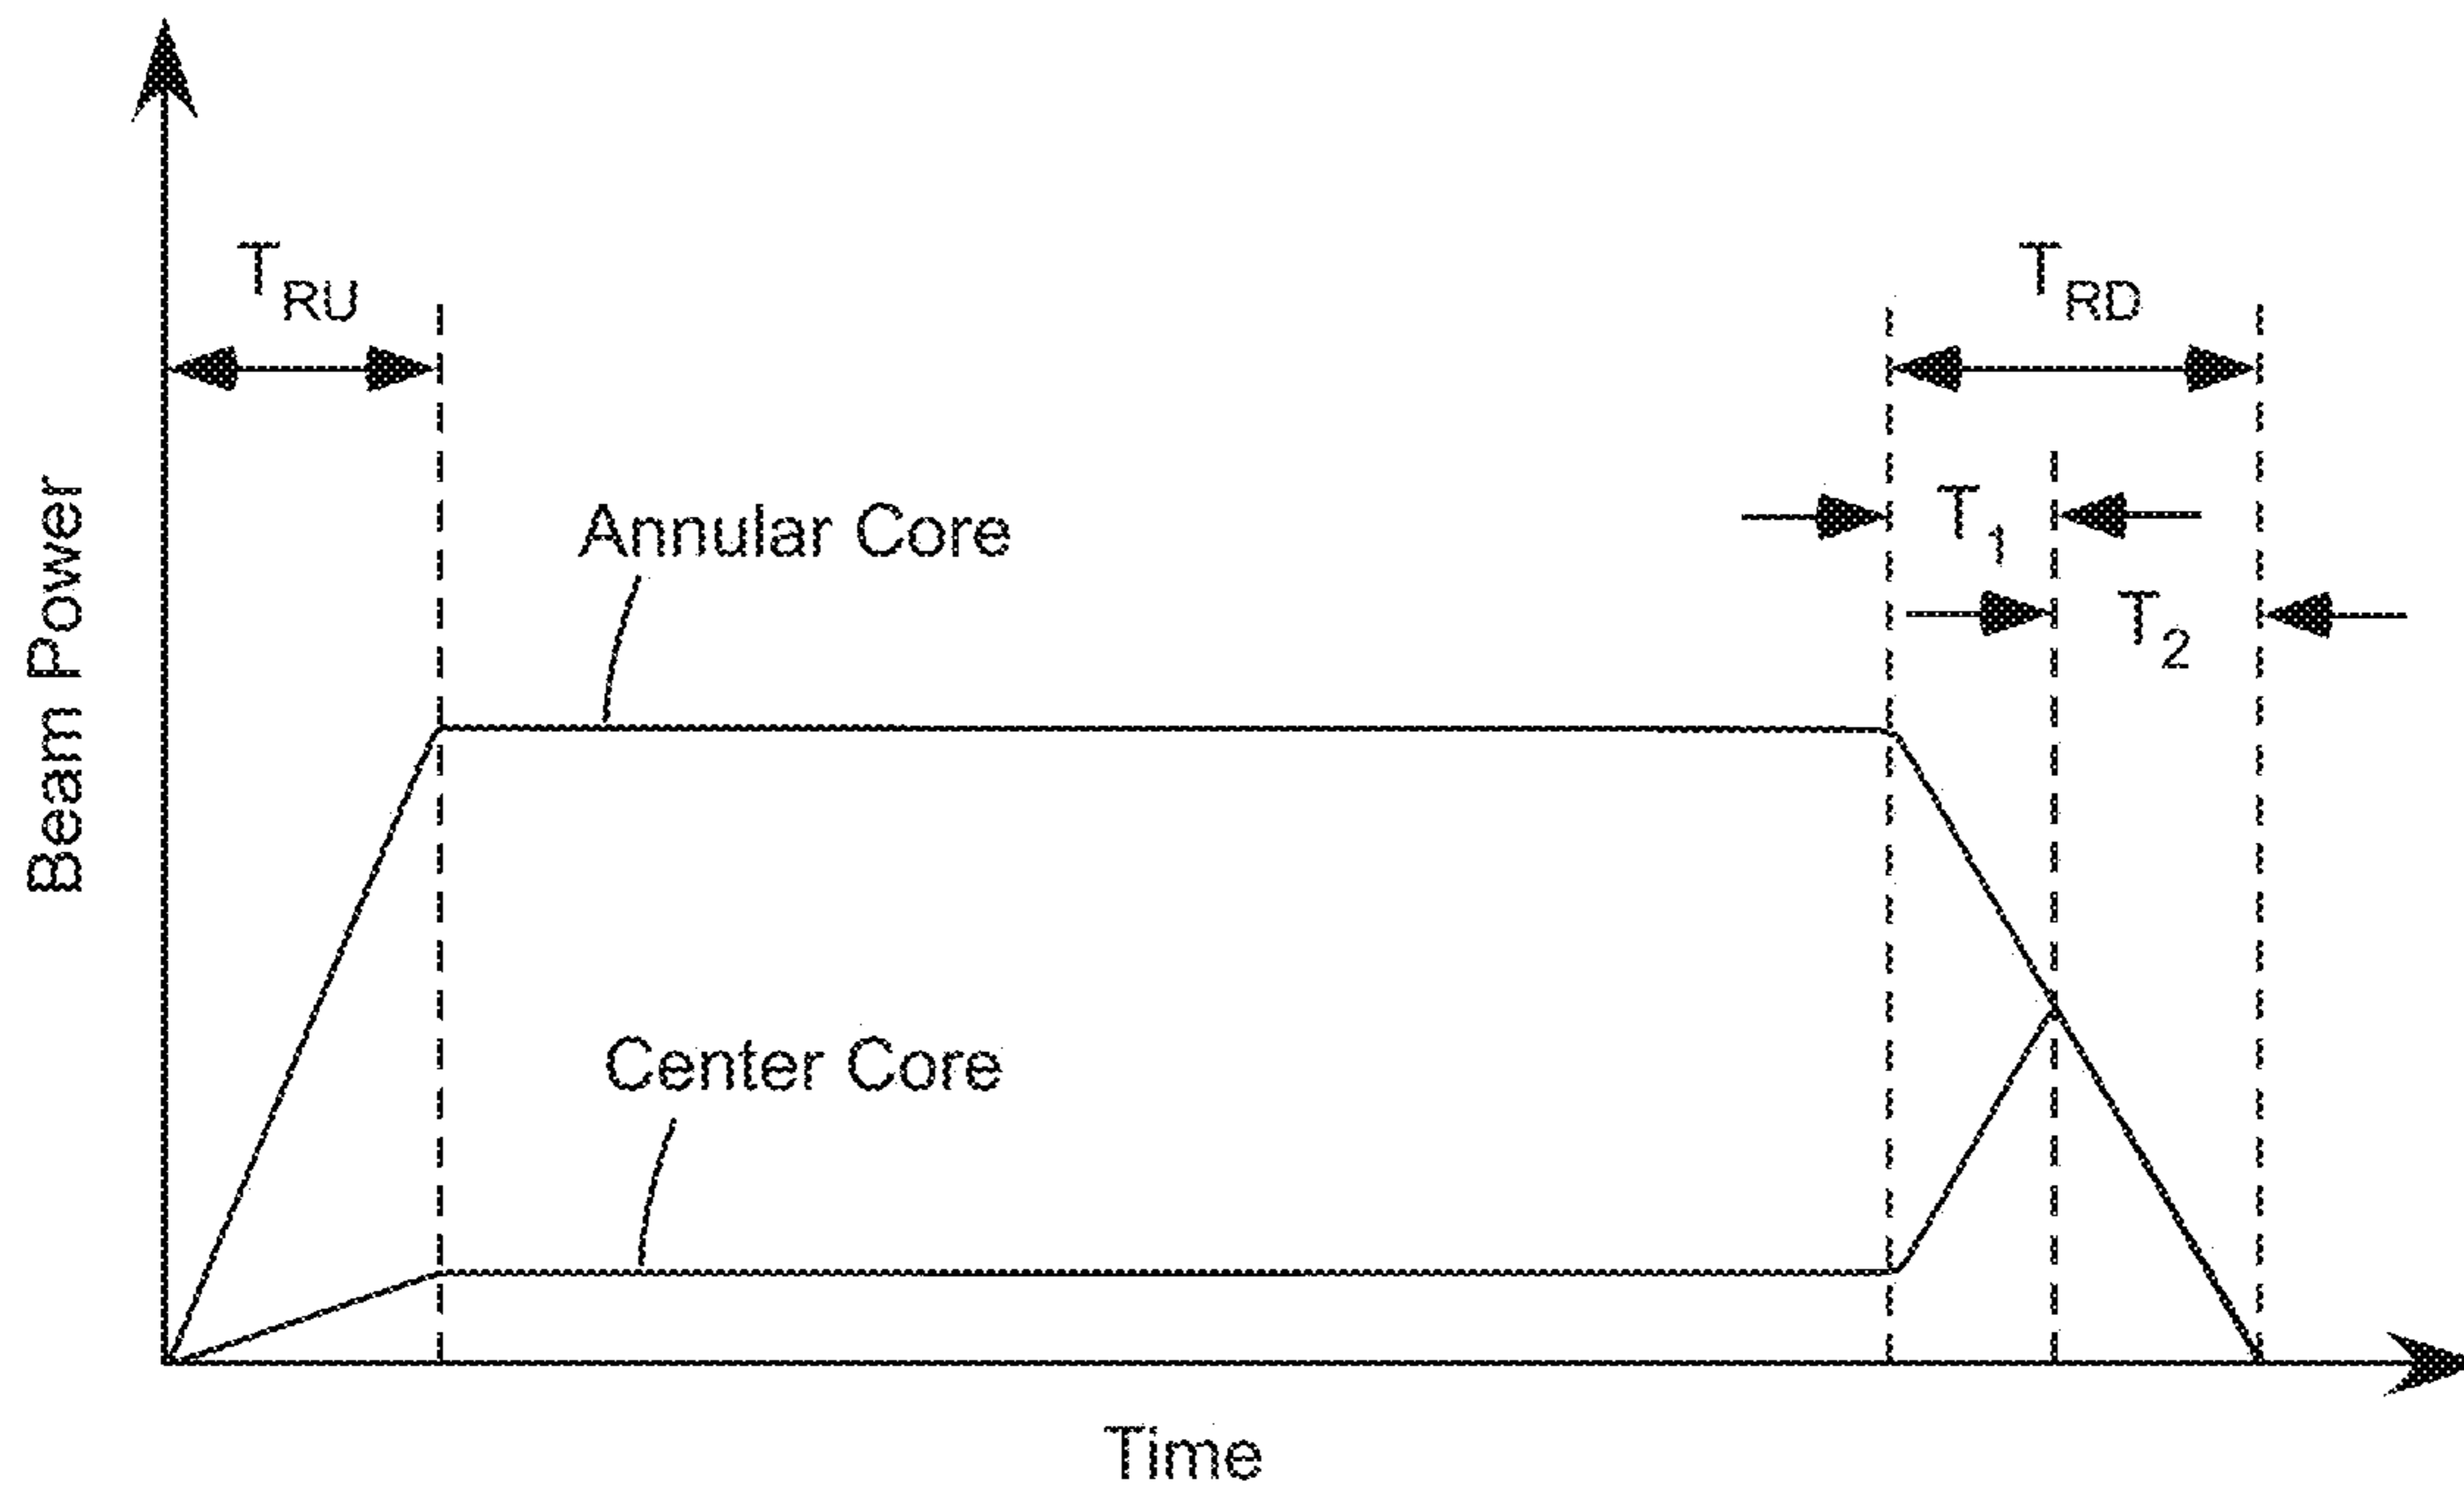 T_RU
T_RD
T_1
T_2
Annular Core
Center Core
Beam Power
Time